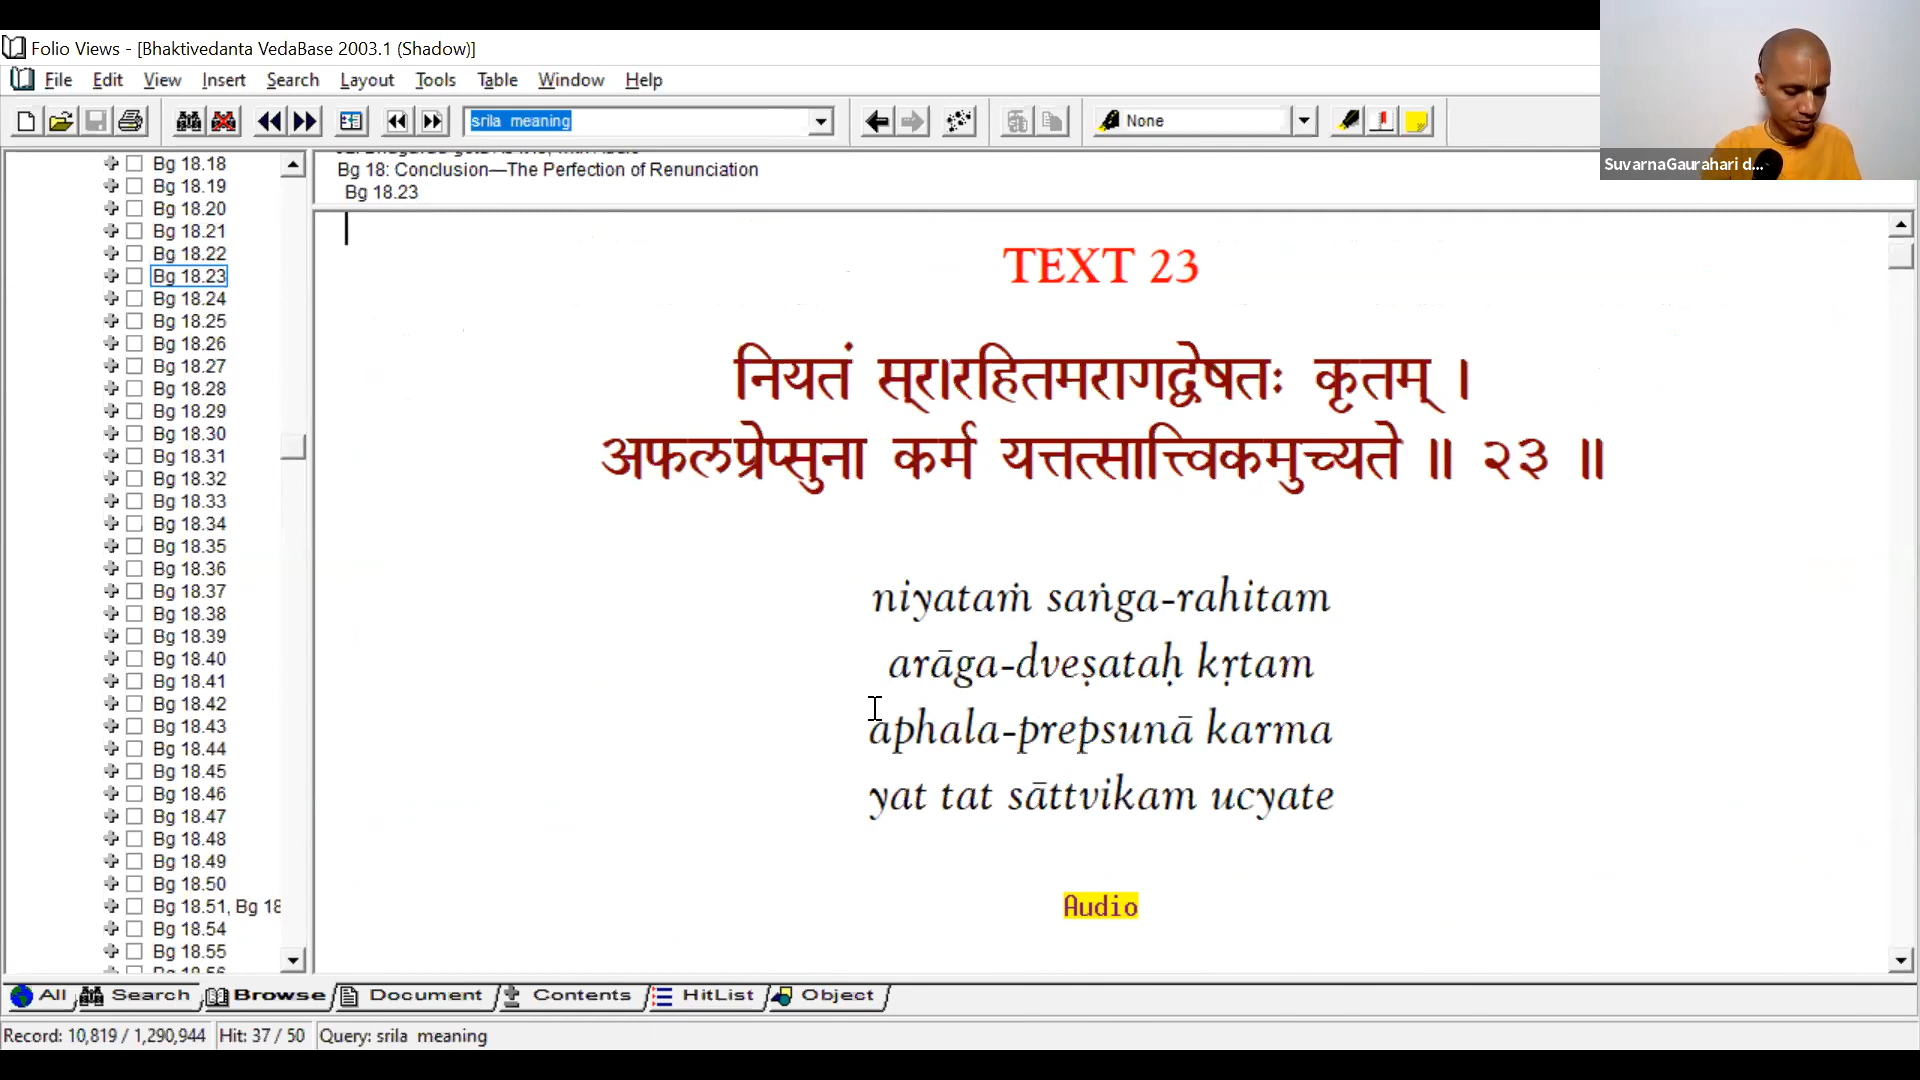 Folio Views - [Bhaktivedanta VedaBase 2003.1 (Shadow)]
File Edit View Insert Search Layout Tools Table Window Help
srila meaning
None
SuvarnaGaurahari d...
Bg 18: Conclusion—The Perfection of Renunciation
Bg 18.23
Bg 18.18
Bg 18.19
Bg 18.20
Bg 18.21
Bg 18.22
Bg 18.23
Bg 18.24
Bg 18.25
Bg 18.26
Bg 18.27
Bg 18.28
Bg 18.29
Bg 18.30
Bg 18.31
Bg 18.32
Bg 18.33
Bg 18.34
Bg 18.35
Bg 18.36
Bg 18.37
Bg 18.38
Bg 18.39
Bg 18.40
Bg 18.41
Bg 18.42
Bg 18.43
Bg 18.44
Bg 18.45
Bg 18.46
Bg 18.47
Bg 18.48
Bg 18.49
Bg 18.50
Bg 18.51, Bg 18
Bg 18.54
Bg 18.55
TEXT 23
नियतं स्र।रहितमरागद्वेषतः कृतम् ।
अफलप्रेप्सुना कर्म यत्तत्सात्त्विकमुच्यते ॥ २३ ॥
niyataṁ saṅga-rahitam
arāga-dveṣataḥ kṛtam
aphala-prepsunā karma
yat tat sāttvikam ucyate
Audio
All Search Browse Document Contents HitList Object
Record: 10,819 / 1,290,944 Hit: 37 / 50 Query: srila meaning